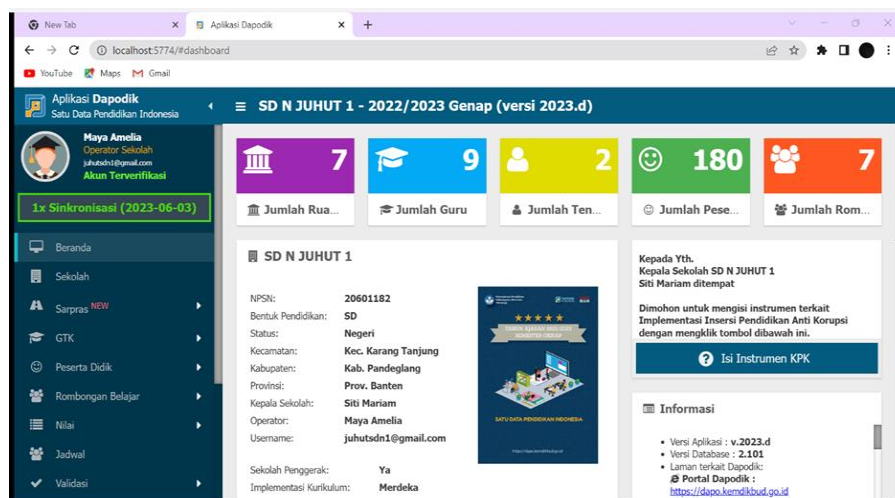 New Tab
Aplikasi Dapodik
localhost:5774/#dashboard
YouTube Maps Gmail
Aplikasi Dapodik
Satu Data Pendidikan Indonesia
SD N JUHUT 1 - 2022/2023 Genap (versi 2023.d)
Maya Amelia
Operator Sekolah
juhutsdn1@gmail.com
Akun Terverifikasi
1x Sinkronisasi (2023-06-03)
Beranda
Sekolah
Sarpras NEW
GTK
Peserta Didik
Rombongan Belajar
Nilai
Jadwal
Validasi
7
Jumlah Rua...
9
Jumlah Guru
2
Jumlah Ten...
180
Jumlah Pese...
7
Jumlah Rom...
SD N JUHUT 1
NPSN: 20601182
Bentuk Pendidikan: SD
Status: Negeri
Kecamatan: Kec. Karang Tanjung
Kabupaten: Kab. Pandeglang
Provinsi: Prov. Banten
Kepala Sekolah: Siti Mariam
Operator: Maya Amelia
Username: juhutsdn1@gmail.com
Sekolah Penggerak: Ya
Implementasi Kurikulum: Merdeka
TAHUN AJARAN 2022/2023
SEMESTER GENAP
SATU DATA PENDIDIKAN INDONESIA
Kepada Yth.
Kepala Sekolah SD N JUHUT 1
Siti Mariam ditempat
Dimohon untuk mengisi instrumen terkait
Implementasi Insersi Pendidikan Anti Korupsi
dengan mengklik tombol dibawah ini.
Isi Instrumen KPK
Informasi
Versi Aplikasi : v.2023.d
Versi Database : 2.101
Laman terkait Dapodik:
Portal Dapodik :
https://dapo.kemdikbud.go.id